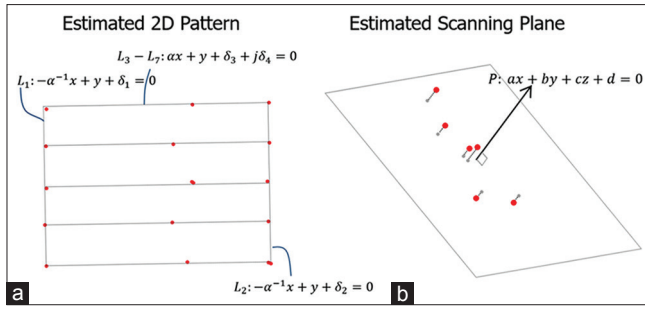 Estimated 2D Pattern
L₃ − L₇: αx + y + δ₃ + jδ₄ = 0
L₁: −α⁻¹x + y + δ₁ = 0
L₂: −α⁻¹x + y + δ₂ = 0
a
Estimated Scanning Plane
P: ax + by + cz + d = 0
b